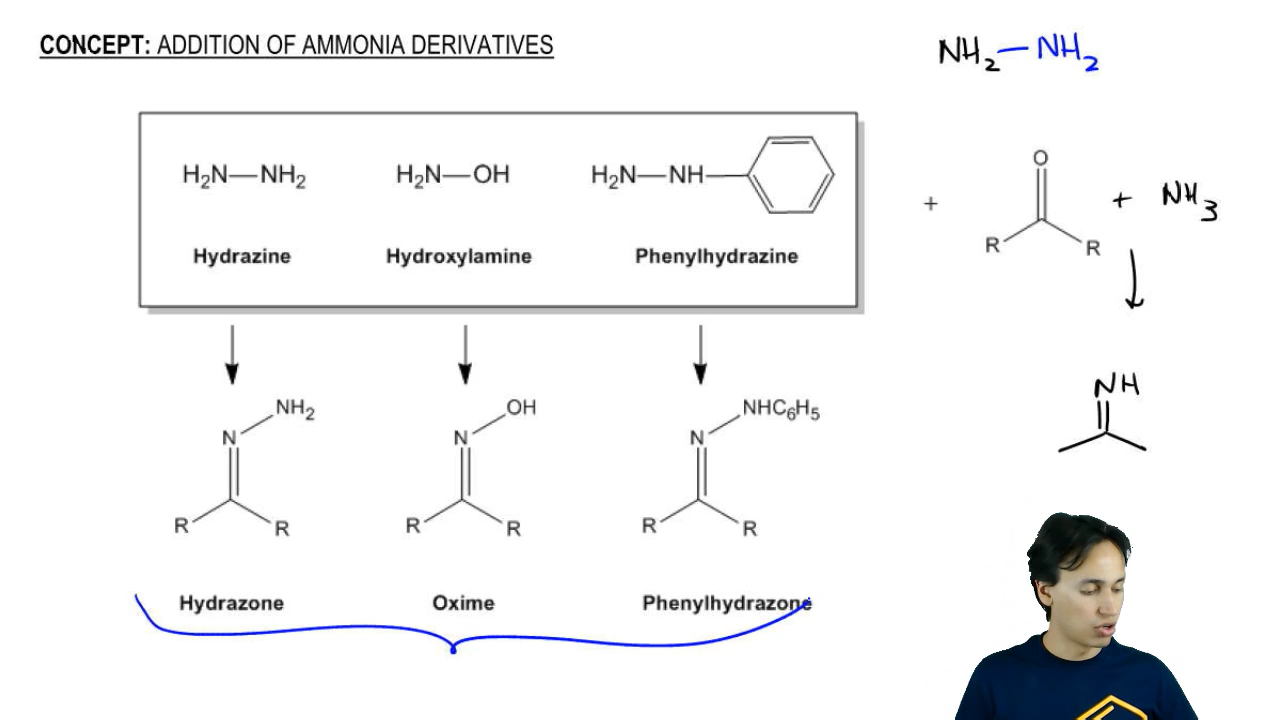 CONCEPT: ADDITION OF AMMONIA DERIVATIVES
NH2—NH2
H2N—NH2
H2N—OH
H2N—NH
Hydrazine
Hydroxylamine
Phenylhydrazine
+
O
R
R
+ NH3
NH
N
NH2
R
R
N
OH
R
R
N
NHC6H5
R
R
Hydrazone
Oxime
Phenylhydrazone